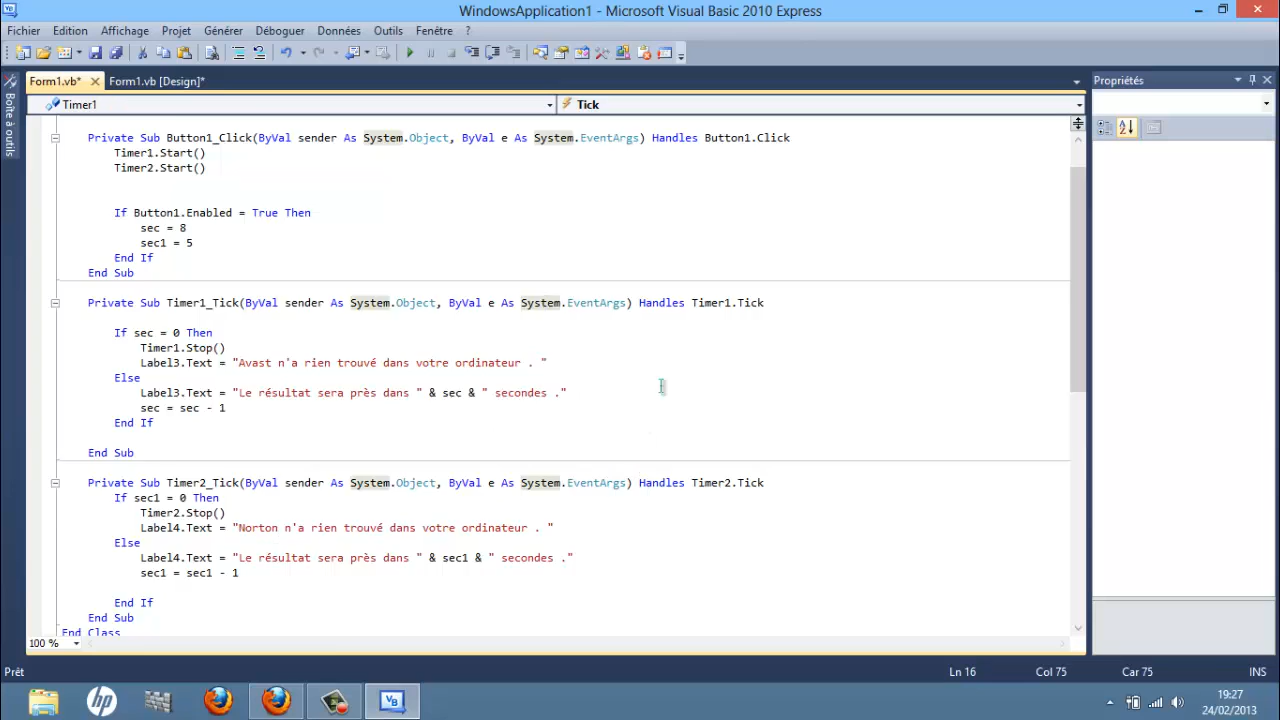 WindowsApplication1 - Microsoft Visual Basic 2010 Express
Fichier Edition Affichage Projet Générer Déboguer Données Outils Fenêtre ?
Form1.vb* Form1.vb [Design]*
Propriétés
Boîte à outils
Timer1 Tick
Private Sub Button1_Click(ByVal sender As System.Object, ByVal e As System.EventArgs) Handles Button1.Click
Timer1.Start()
Timer2.Start()
If Button1.Enabled = True Then
sec = 8
sec1 = 5
End If
End Sub
Private Sub Timer1_Tick(ByVal sender As System.Object, ByVal e As System.EventArgs) Handles Timer1.Tick
If sec = 0 Then
Timer1.Stop()
Label3.Text = "Avast n'a rien trouvé dans votre ordinateur . "
Else
Label3.Text = "Le résultat sera près dans " & sec & " secondes ."
sec = sec - 1
End If
End Sub
Private Sub Timer2_Tick(ByVal sender As System.Object, ByVal e As System.EventArgs) Handles Timer2.Tick
If sec1 = 0 Then
Timer2.Stop()
Label4.Text = "Norton n'a rien trouvé dans votre ordinateur . "
Else
Label4.Text = "Le résultat sera près dans " & sec1 & " secondes ."
sec1 = sec1 - 1
End If
End Sub
End Class
100 %
Prêt Ln 16 Col 75 Car 75 INS
19:27
24/02/2013